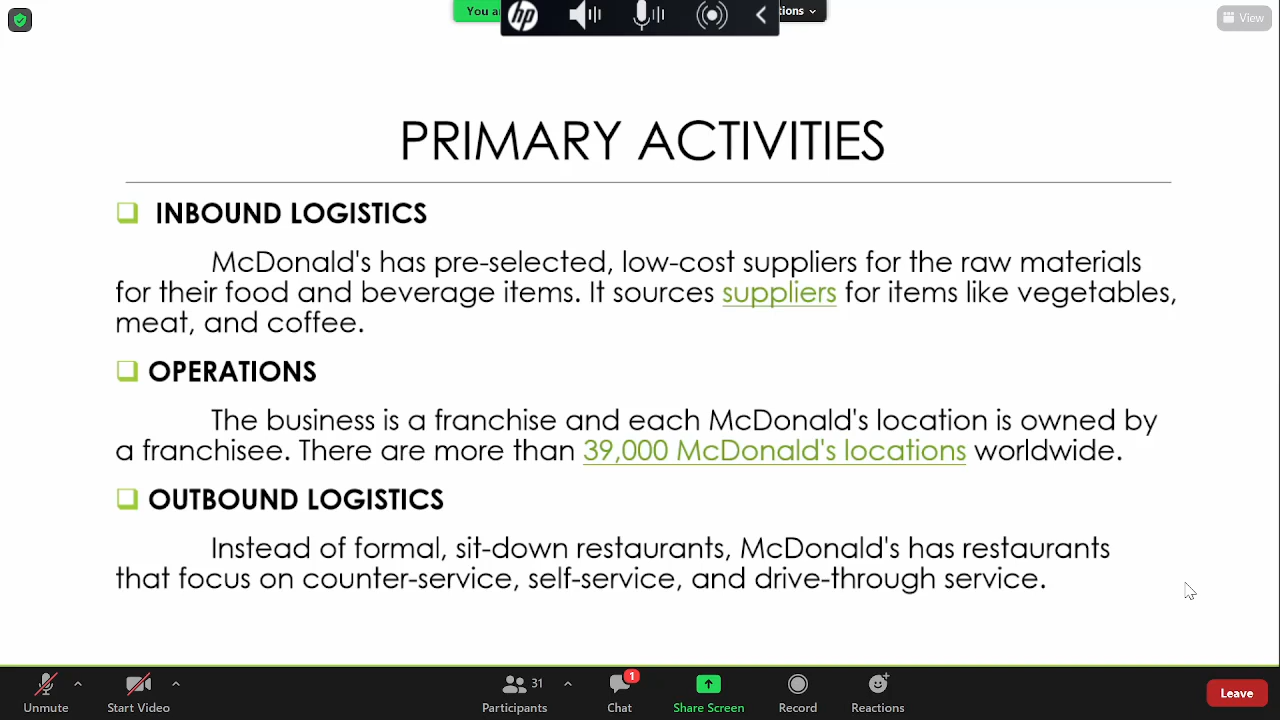 You a
hp
ions
View
PRIMARY ACTIVITIES
INBOUND LOGISTICS
McDonald's has pre-selected, low-cost suppliers for the raw materials
for their food and beverage items. It sources suppliers for items like vegetables,
meat, and coffee.
OPERATIONS
The business is a franchise and each McDonald's location is owned by
a franchisee. There are more than 39,000 McDonald's locations worldwide.
OUTBOUND LOGISTICS
Instead of formal, sit-down restaurants, McDonald's has restaurants
that focus on counter-service, self-service, and drive-through service.
31
1
Unmute
Start Video
Participants
Chat
Share Screen
Record
Reactions
Leave